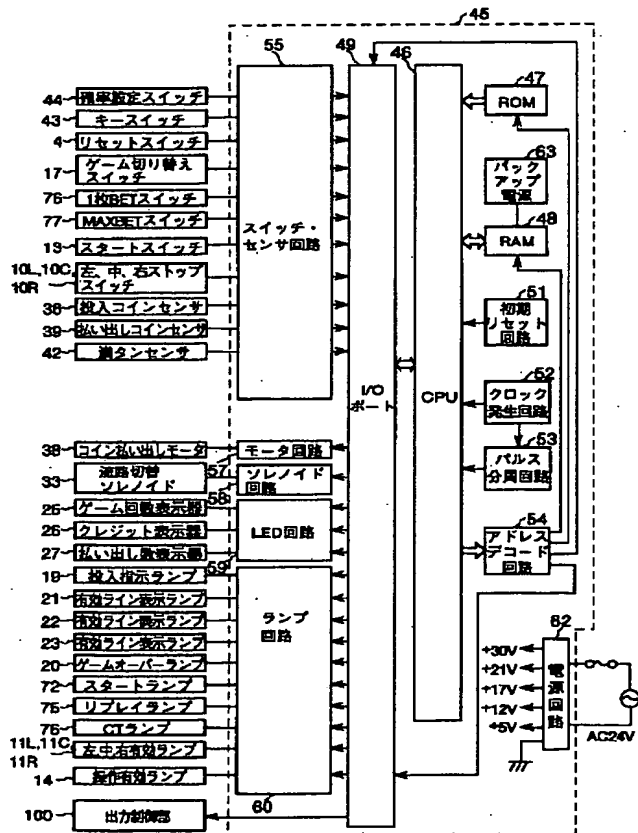 45
55
49
46
44 確率設定スイッチ
43 キースイッチ
4 リセットスイッチ
17 ゲーム切り替え
スイッチ
76 1枚BETスイッチ
77 MAXBETスイッチ
13 スタートスイッチ
10L,10C 左、中、右ストップ
10R スイッチ
38 投入コインセンサ
39 払い出しコインセンサ
42 満タンセンサ
スイッチ・
センサ回路
38 コイン払い出しモータ
33 流路切替
ソレノイド
25 ゲーム回数表示器
26 クレジット表示器
27 払い出し数表示器
19 投入指示ランプ
21 有効ライン表示ランプ
22 有効ライン表示ランプ
23 有効ライン表示ランプ
20 ゲームオーバーランプ
72 スタートランプ
75 リプレイランプ
76 CTランプ
11L,11C 左中右有効ランプ
11R
14 操作有効ランプ
100 出力制御部
モータ回路
57
ソレノイド
回路
58
LED回路
59
ランプ
回路
60
I/O
ポート
CPU
47
ROM
63
バック
アップ電源
48
RAM
51
初期
リセット
回路
52
クロック
発生回路
53
パルス
分周回路
54
アドレス
デコード
回路
62
+30V
+21V
+17V
+12V
+5V
電源回路
AC24V